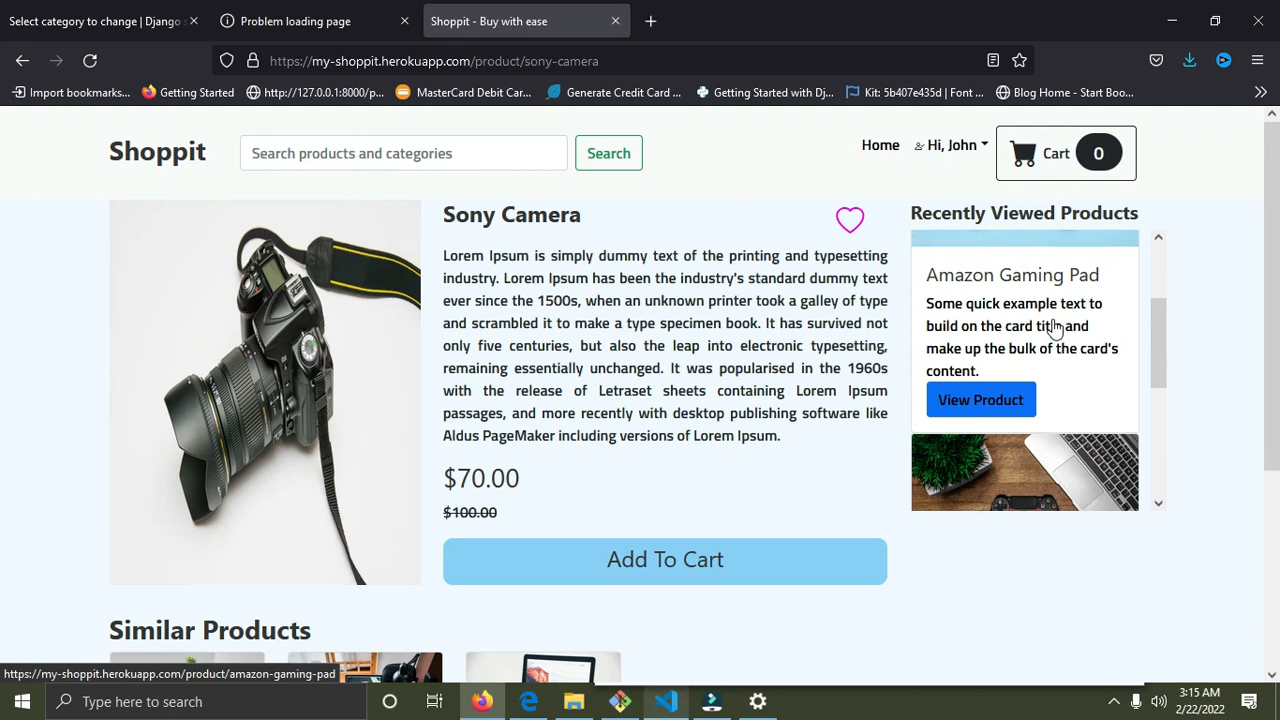 Select category to change | Django s
Problem loading page
Shoppit - Buy with ease
https://my-shoppit.herokuapp.com/product/sony-camera
Import bookmarks...
Getting Started
http://127.0.0.1:8000/p...
MasterCard Debit Car...
Generate Credit Card ...
Getting Started with Dj...
Kit: 5b407e435d | Font ...
Blog Home - Start Boo...
Shoppit
Search products and categories
Search
Home
Hi, John
Cart
0
Sony Camera
Lorem Ipsum is simply dummy text of the printing and typesetting
industry. Lorem Ipsum has been the industry's standard dummy text
ever since the 1500s, when an unknown printer took a galley of type
and scrambled it to make a type specimen book. It has survived not
only five centuries, but also the leap into electronic typesetting,
remaining essentially unchanged. It was popularised in the 1960s
with the release of Letraset sheets containing Lorem Ipsum
passages, and more recently with desktop publishing software like
Aldus PageMaker including versions of Lorem Ipsum.
$70.00
$100.00
Add To Cart
Recently Viewed Products
Amazon Gaming Pad
Some quick example text to
build on the card title and
make up the bulk of the card's
content.
View Product
Similar Products
https://my-shoppit.herokuapp.com/product/amazon-gaming-pad
Type here to search
3:15 AM
2/22/2022